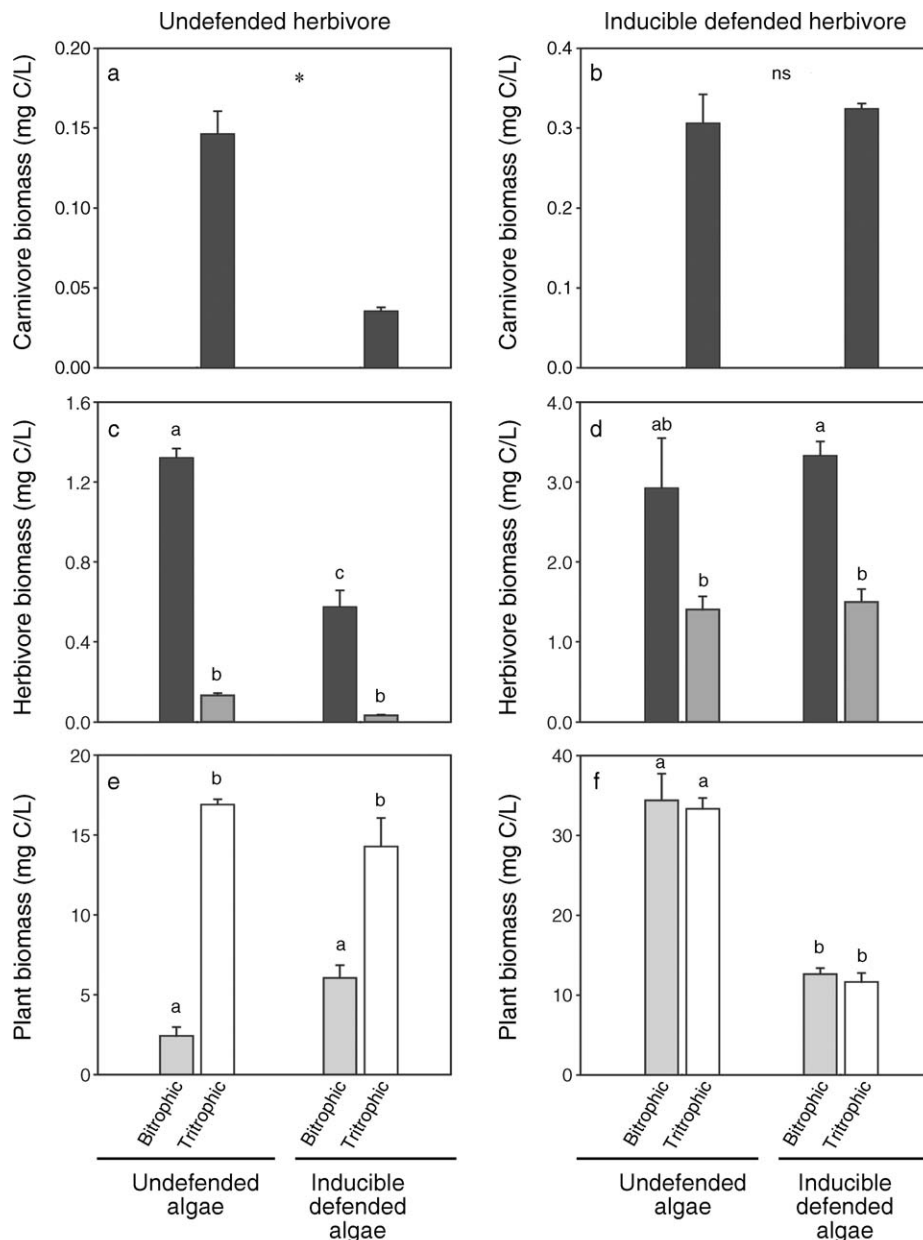 Undefended herbivore
Inducible defended herbivore
Carnivore biomass (mg C/L)
0.20
0.15
0.10
0.05
0.00
a
*
Carnivore biomass (mg C/L)
0.4
0.3
0.2
0.1
0.0
b
ns
Herbivore biomass (mg C/L)
1.6
1.2
0.8
0.4
0.0
c
a
b
c
b
Herbivore biomass (mg C/L)
4.0
3.0
2.0
1.0
0.0
d
ab
b
a
b
Plant biomass (mg C/L)
20
15
10
5
0
e
a
b
a
b
Plant biomass (mg C/L)
40
30
20
10
0
f
a
a
b
b
Bitrophic
Tritrophic
Bitrophic
Tritrophic
Undefended
algae
Inducible
defended
algae
Bitrophic
Tritrophic
Bitrophic
Tritrophic
Undefended
algae
Inducible
defended
algae